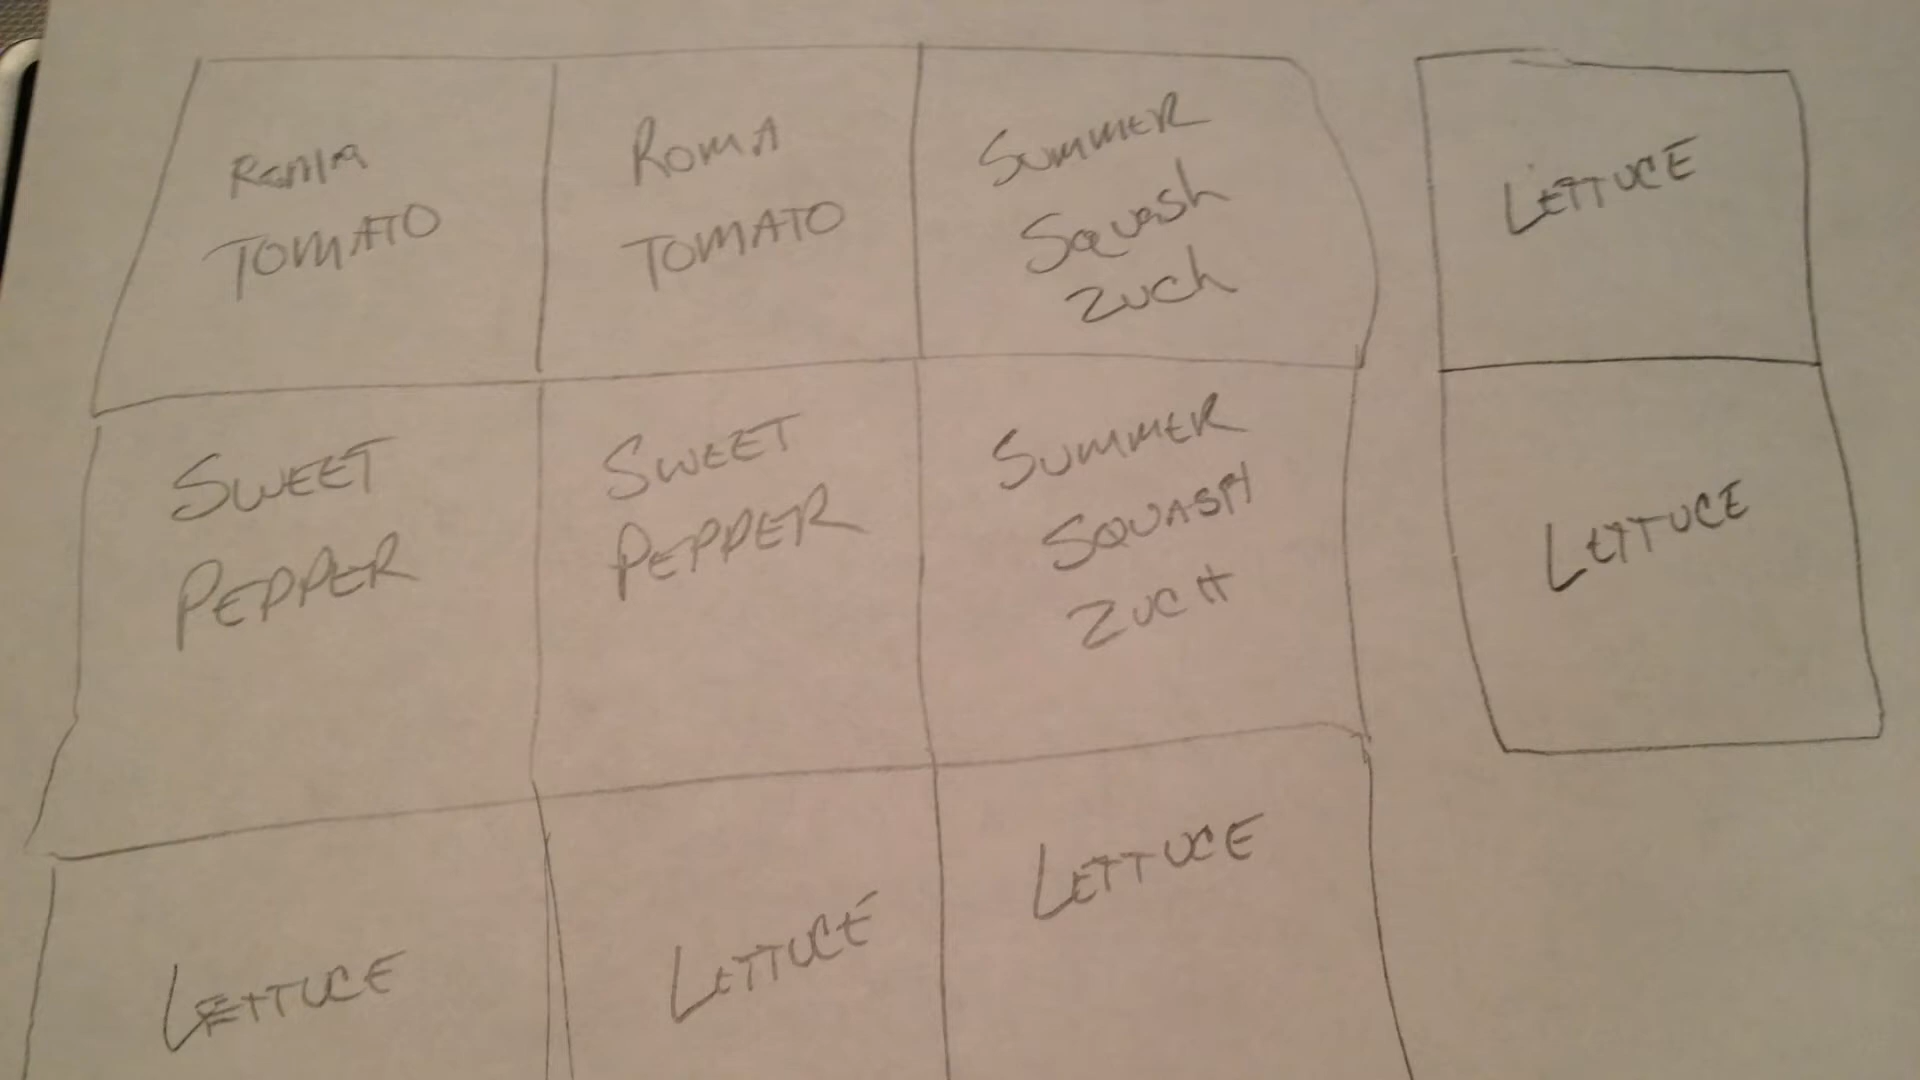 Roma
TOMATO
ROMA
TOMATO
SUMMER
Squash
Zuch
LETTUCE
SWEET
PEPPER
SWEET
PEPPER
SUMMER
SQUASH
ZUCH
LETTUCE
LETTUCE
LETTUCE
LETTUCE